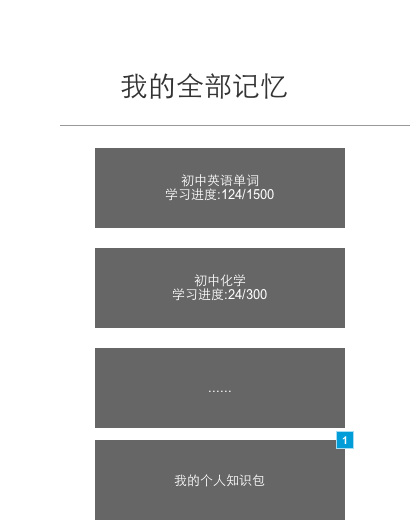 我的全部记忆
初中英语单词
学习进度:124/1500
初中化学
学习进度:24/300
......
1
我的个人知识包